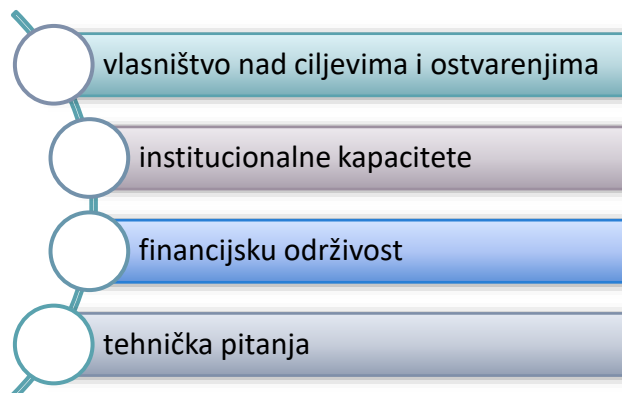 vlasništvo nad ciljevima i ostvarenjima
institucionalne kapacitete
financijsku održivost
tehnička pitanja